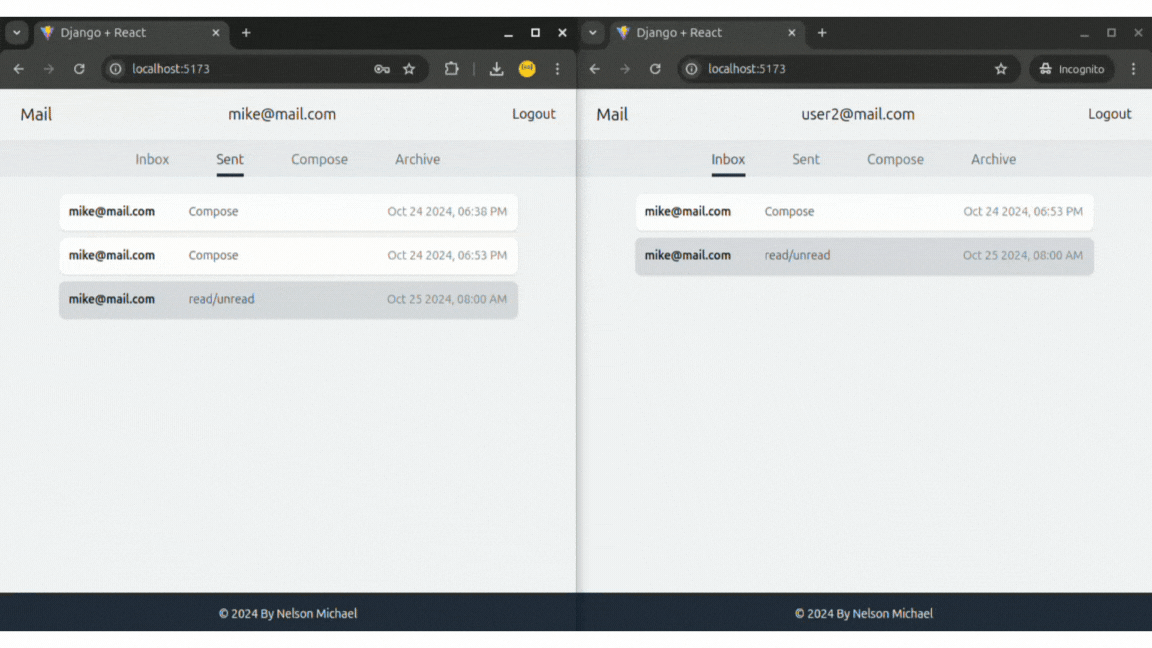 Django + React
localhost:5173
Mail mike@mail.com Logout
Inbox Sent Compose Archive
mike@mail.com Compose Oct 24 2024, 06:38 PM
mike@mail.com Compose Oct 24 2024, 06:53 PM
mike@mail.com read/unread Oct 25 2024, 08:00 AM
© 2024 By Nelson Michael
Django + React
localhost:5173 Incognito
Mail user2@mail.com Logout
Inbox Sent Compose Archive
mike@mail.com Compose Oct 24 2024, 06:53 PM
mike@mail.com read/unread Oct 25 2024, 08:00 AM
© 2024 By Nelson Michael